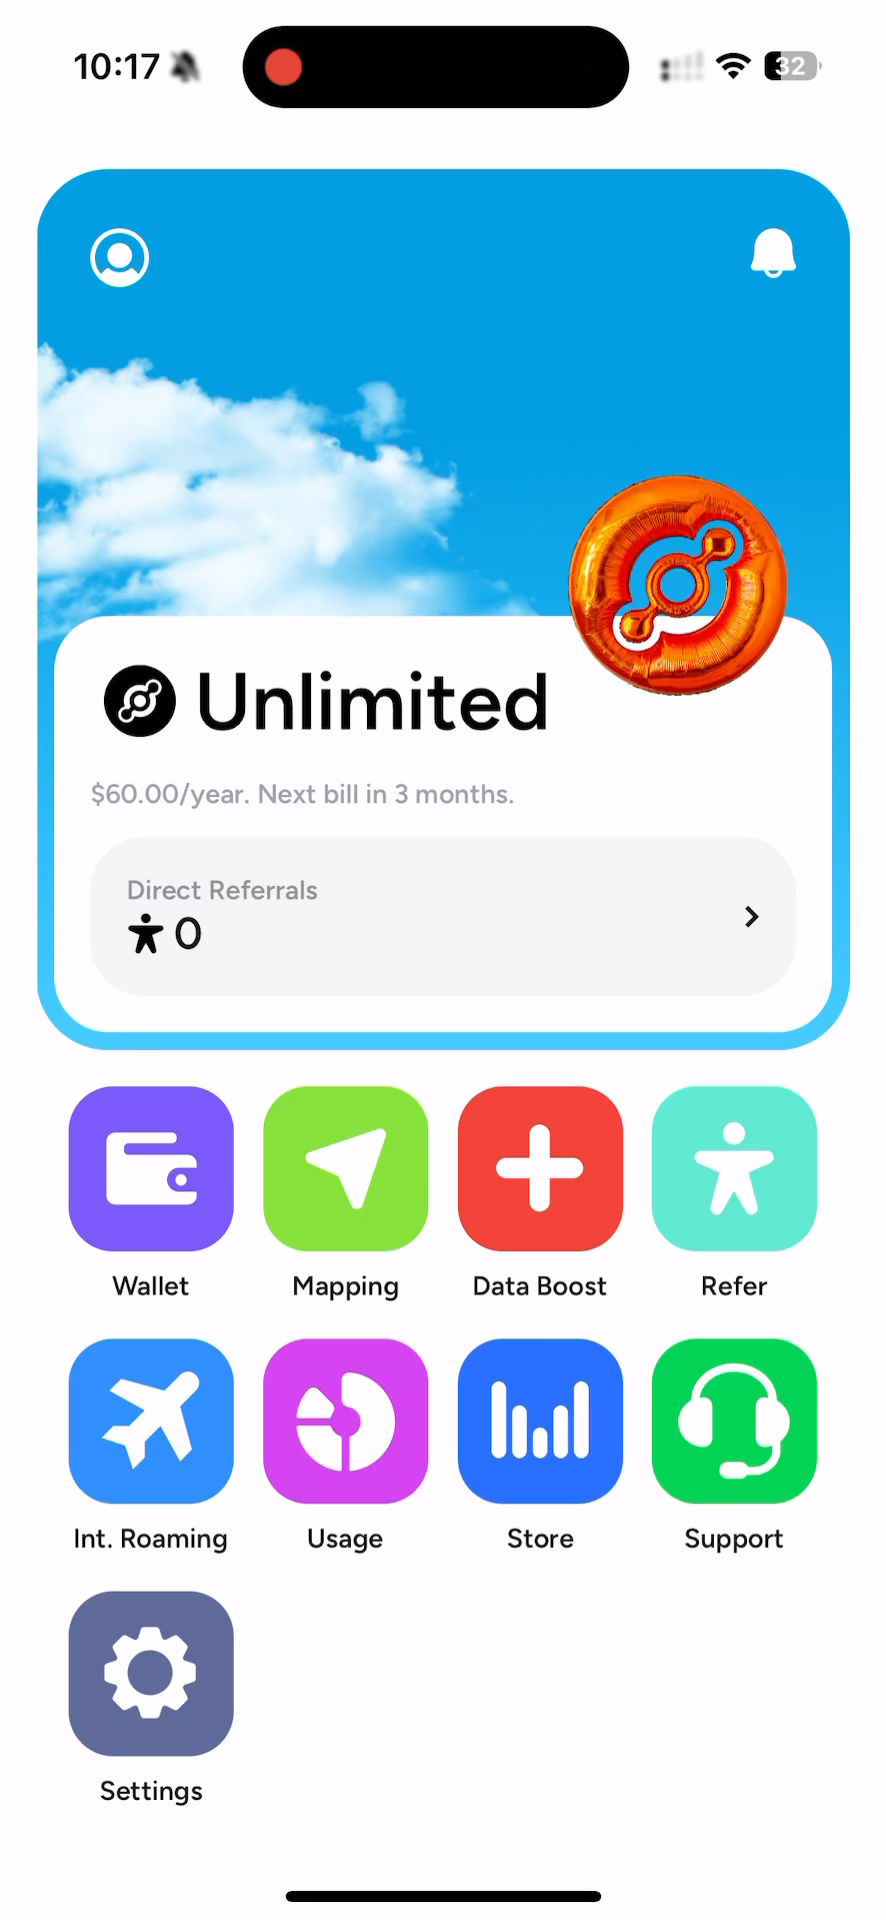 10:17
32
Unlimited
$60.00/year. Next bill in 3 months.
Direct Referrals
0
Wallet
Mapping
Data Boost
Refer
Int. Roaming
Usage
Store
Support
Settings